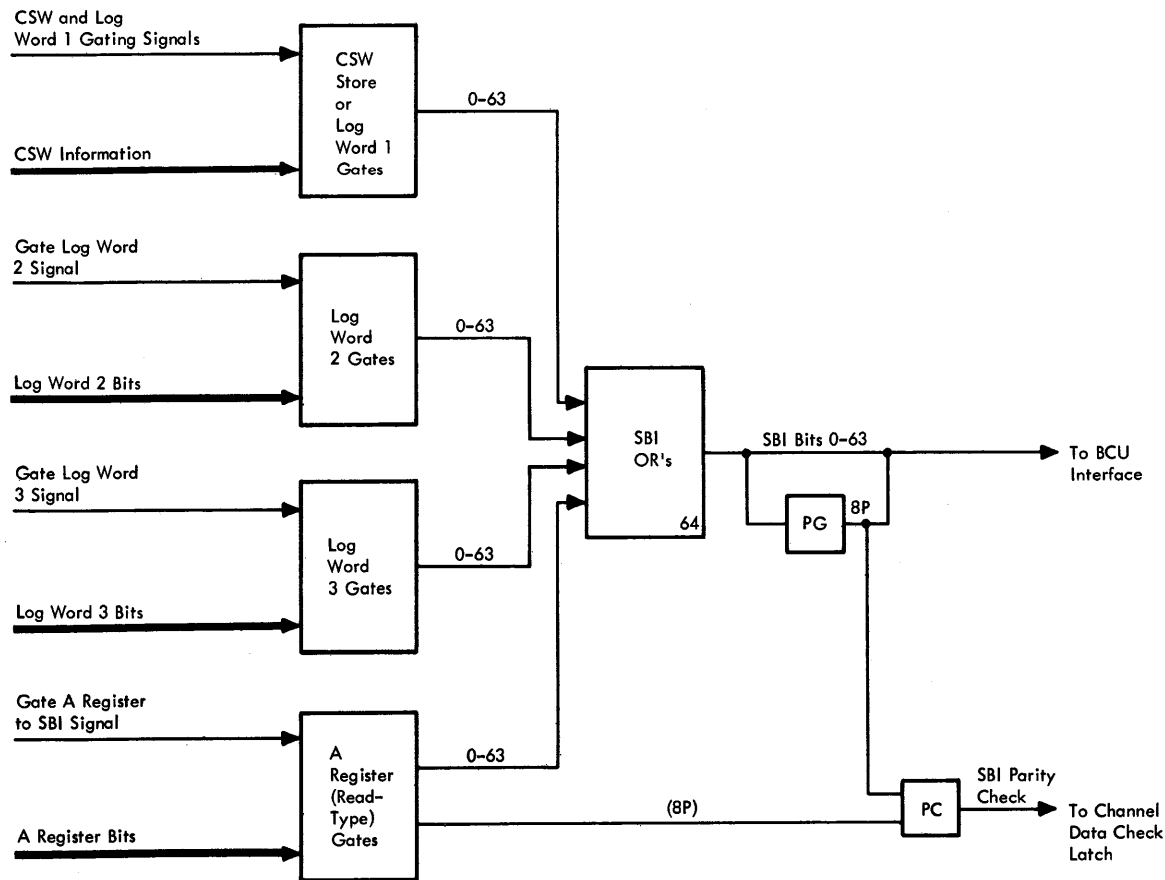 CSW and Log
Word 1 Gating Signals
CSW Information
CSW
Store
or
Log
Word 1
Gates
0-63
Gate Log Word
2 Signal
Log Word 2 Bits
Log
Word
2 Gates
0-63
Gate Log Word
3 Signal
Log Word 3 Bits
Log
Word
3 Gates
0-63
Gate A Register
to SBI Signal
A Register Bits
A
Register
(Read-
Type)
Gates
0-63
(8P)
SBI
OR's
64
SBI Bits 0-63
PG
8P
To BCU
Interface
PC
SBI Parity
Check
To Channel
Data Check
Latch